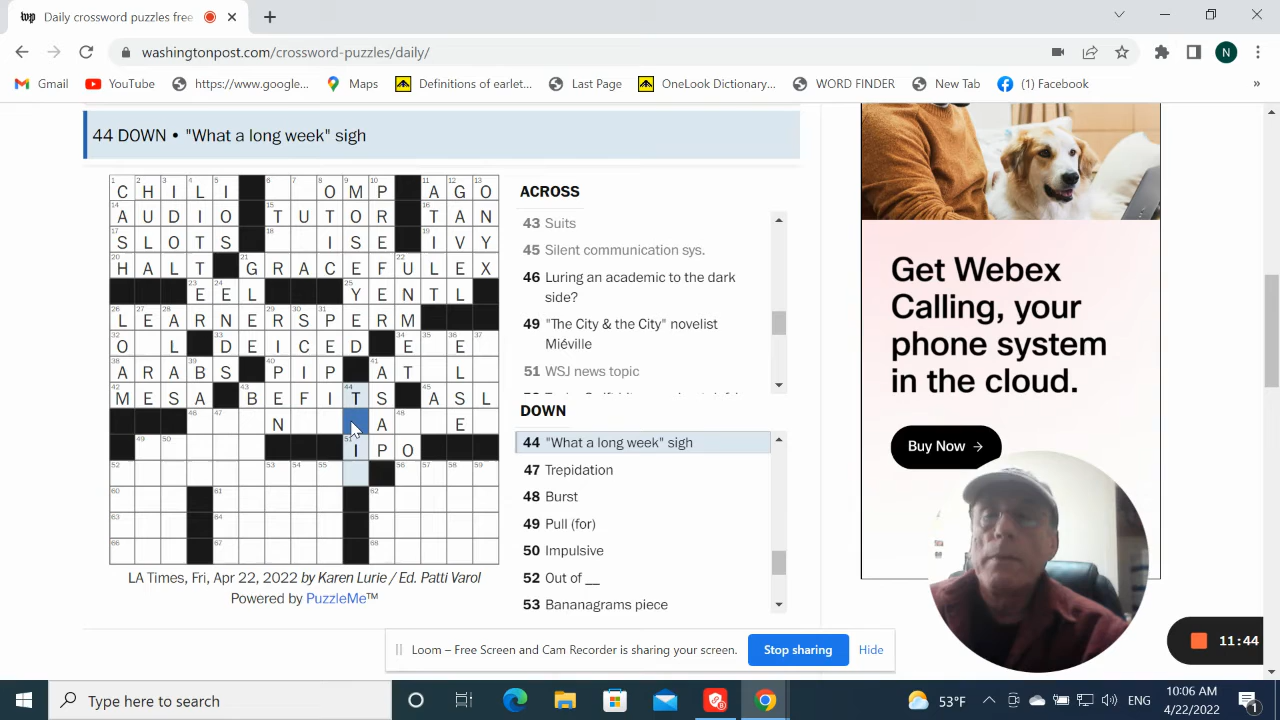 wp Daily crossword puzzles free
washingtonpost.com/crossword-puzzles/daily/
N
Gmail YouTube https://www.google... Maps Definitions of earlet... Last Page OneLook Dictionary... WORD FINDER New Tab (1) Facebook »
44 DOWN • "What a long week" sigh
C H I L I O M P A G O
A U D I O T U T O R T A N
S L O T S I S E I V Y
H A L T G R A C E F U L E X
E L Y E N T L
L E A R N E R S P E R M
O L D E I C E D E E
A R A B S P I P A T L
M E S A B E F I T S A S L
N A E
I P O
ACROSS
43 Suits
45 Silent communication sys.
46 Luring an academic to the dark
side?
49 "The City & the City" novelist
Miéville
51 WSJ news topic
DOWN
44 "What a long week" sigh
47 Trepidation
48 Burst
49 Pull (for)
50 Impulsive
52 Out of __
53 Bananagrams piece
LA Times, Fri, Apr 22, 2022 by Karen Lurie / Ed. Patti Varol
Powered by PuzzleMe™
Get Webex
Calling, your
phone system
in the cloud.
Buy Now
Loom – Free Screen and Cam Recorder is sharing your screen. Stop sharing Hide
11:44
Type here to search
53°F ENG 10:06 AM
4/22/2022
1